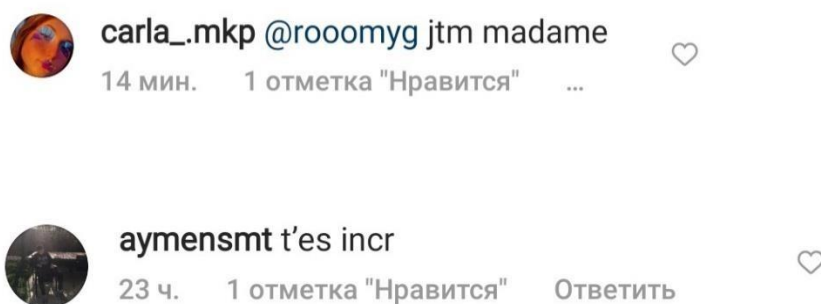 carla_.mkp @rooomyg jtm madame
14 мин. 1 отметка "Нравится" ...
aymensmt t'es incr
23 ч. 1 отметка "Нравится" Ответить